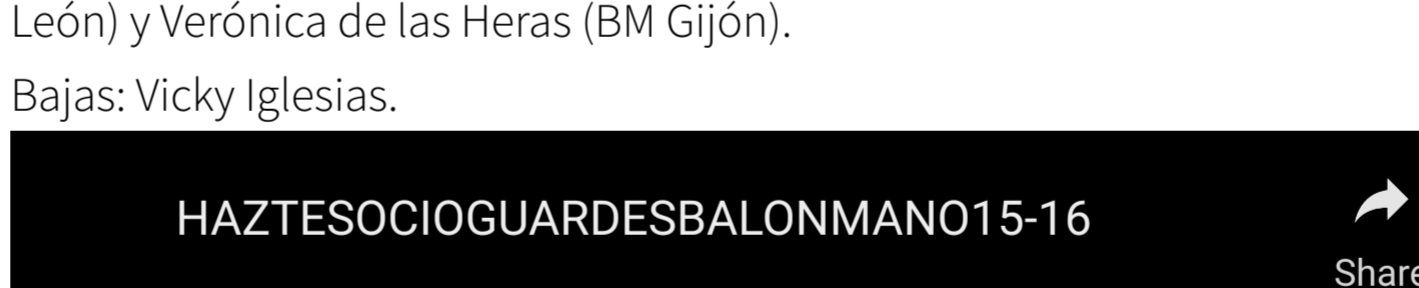 León) y Verónica de las Heras (BM Gijón).
Bajas: Vicky Iglesias.
HAZTESOCIOGUARDESBALONMANO15-16
Share